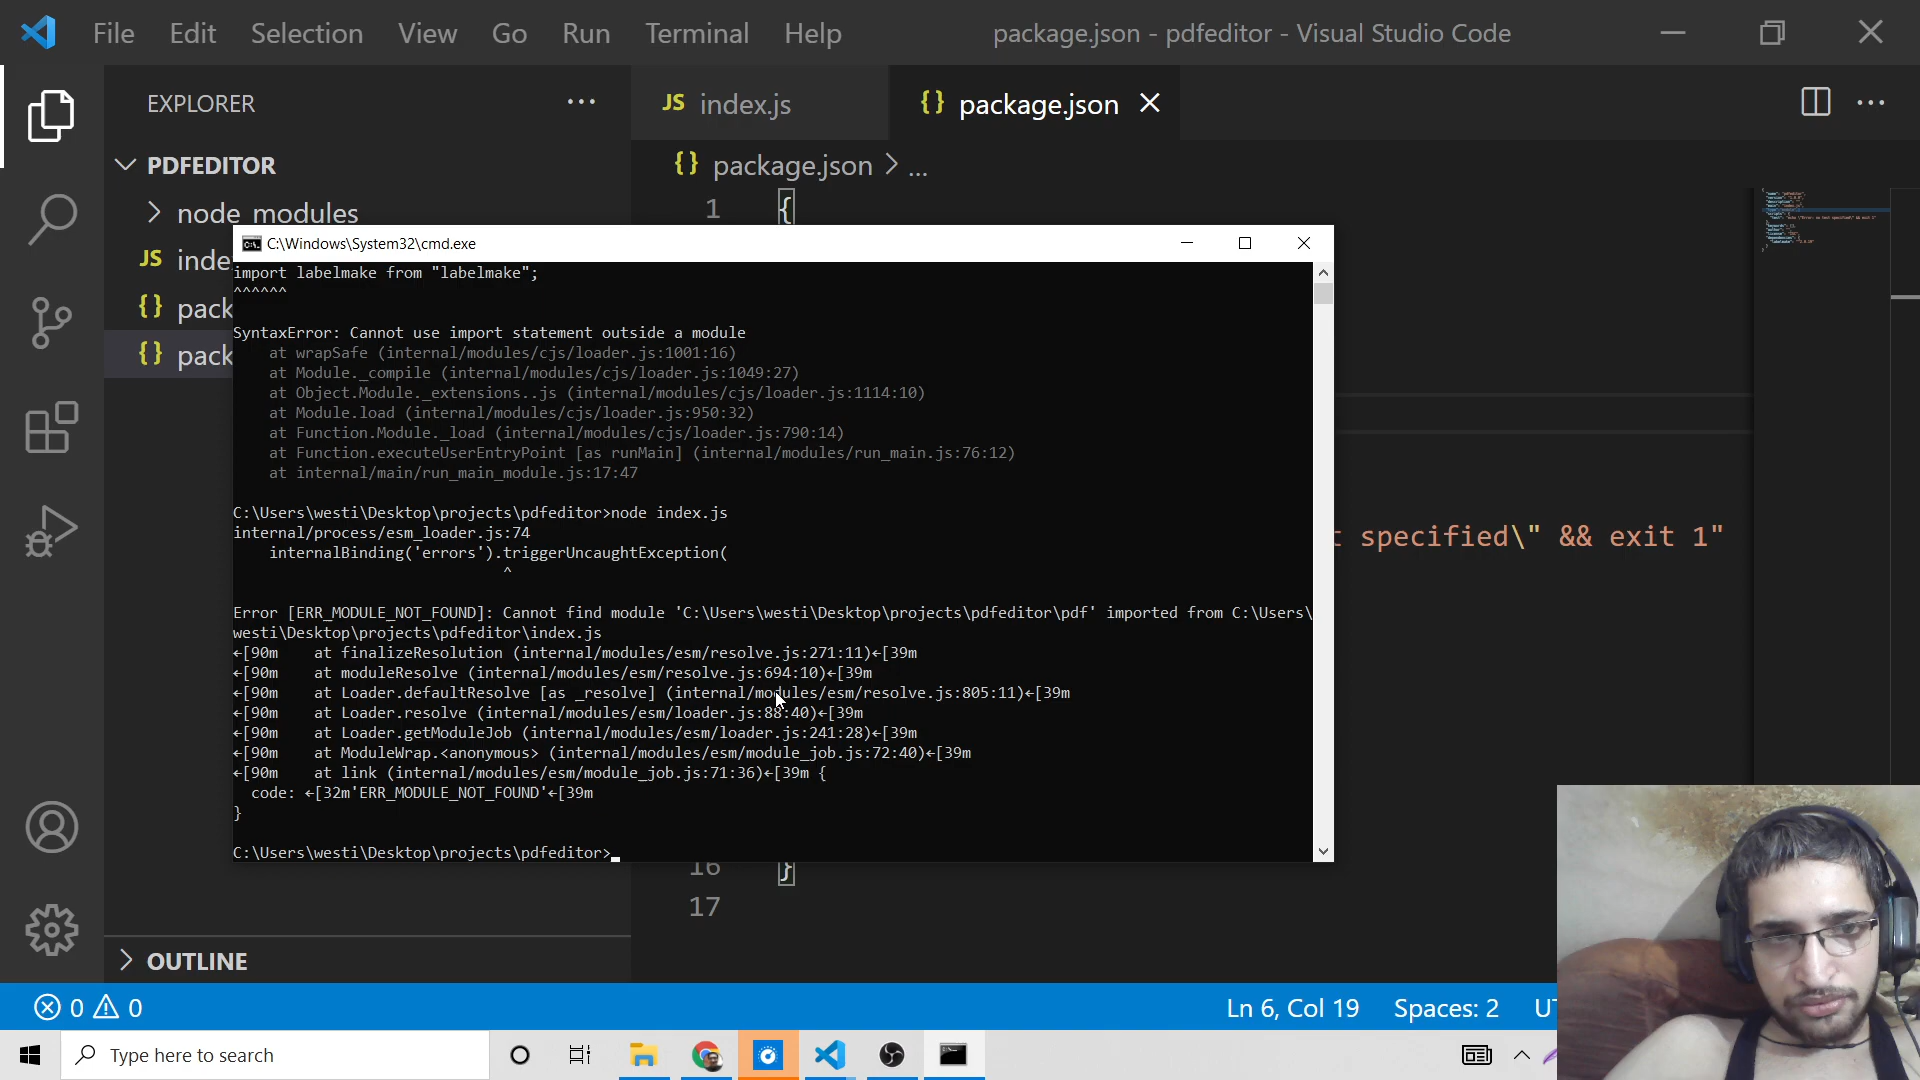 File Edit Selection View Go Run Terminal Help package.json - pdfeditor - Visual Studio Code
EXPLORER
JS index.js {} package.json
PDFEDITOR
{} package.json > ...
node_modules
1 {
JS inde
{} pack
{} pack
C:\Windows\System32\cmd.exe
import labelmake from "labelmake";
^^^^^^
SyntaxError: Cannot use import statement outside a module
at wrapSafe (internal/modules/cjs/loader.js:1001:16)
at Module._compile (internal/modules/cjs/loader.js:1049:27)
at Object.Module._extensions..js (internal/modules/cjs/loader.js:1114:10)
at Module.load (internal/modules/cjs/loader.js:950:32)
at Function.Module._load (internal/modules/cjs/loader.js:790:14)
at Function.executeUserEntryPoint [as runMain] (internal/modules/run_main.js:76:12)
at internal/main/run_main_module.js:17:47
C:\Users\westi\Desktop\projects\pdfeditor>node index.js
internal/process/esm_loader.js:74
internalBinding('errors').triggerUncaughtException(
^
Error [ERR_MODULE_NOT_FOUND]: Cannot find module 'C:\Users\westi\Desktop\projects\pdfeditor\pdf' imported from C:\Users\
westi\Desktop\projects\pdfeditor\index.js
←[90m    at finalizeResolution (internal/modules/esm/resolve.js:271:11)←[39m
←[90m    at moduleResolve (internal/modules/esm/resolve.js:694:10)←[39m
←[90m    at Loader.defaultResolve [as _resolve] (internal/modules/esm/resolve.js:805:11)←[39m
←[90m    at Loader.resolve (internal/modules/esm/loader.js:88:40)←[39m
←[90m    at Loader.getModuleJob (internal/modules/esm/loader.js:241:28)←[39m
←[90m    at ModuleWrap.<anonymous> (internal/modules/esm/module_job.js:72:40)←[39m
←[90m    at link (internal/modules/esm/module_job.js:71:36)←[39m {
code: ←[32m'ERR_MODULE_NOT_FOUND'←[39m
}
C:\Users\westi\Desktop\projects\pdfeditor>
t specified\" && exit 1"
16 }
17
OUTLINE
0 0 Ln 6, Col 19 Spaces: 2
Type here to search